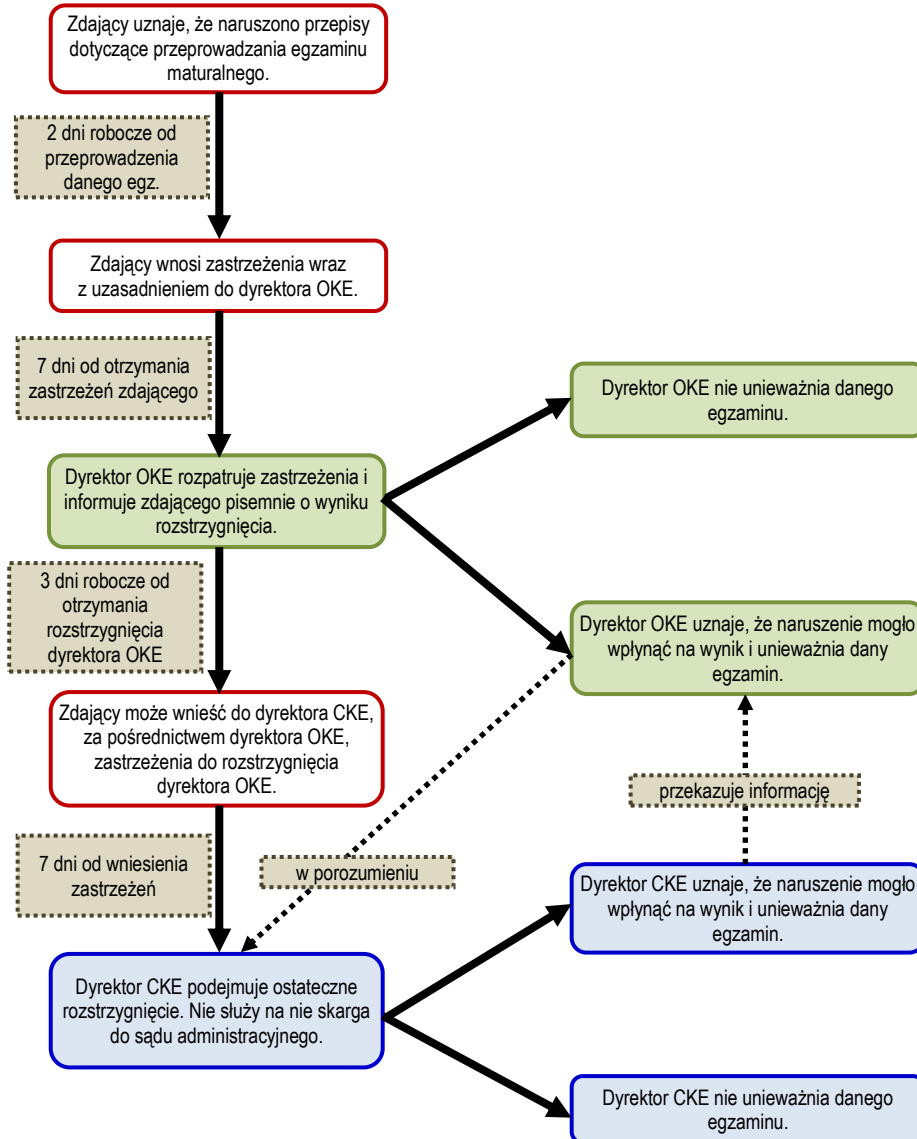 Zdający uznaje, że naruszono przepisy
dotyczące przeprowadzania egzaminu
maturalnego.
2 dni robocze od
przeprowadzenia
danego egz.
Zdający wnosi zastrzeżenia wraz
z uzasadnieniem do dyrektora OKE.
7 dni od otrzymania
zastrzeżeń zdającego
Dyrektor OKE nie unieważnia danego
egzaminu.
Dyrektor OKE rozpatruje zastrzeżenia i
informuje zdającego pisemnie o wyniku
rozstrzygnięcia.
3 dni robocze od
otrzymania
rozstrzygnięcia
dyrektora OKE
Dyrektor OKE uznaje, że naruszenie mogło
wpłynąć na wynik i unieważnia dany
egzamin.
Zdający może wnieść do dyrektora CKE,
za pośrednictwem dyrektora OKE,
zastrzeżenia do rozstrzygnięcia
dyrektora OKE.
przekazuje informację
7 dni od wniesienia
zastrzeżeń
w porozumieniu
Dyrektor CKE uznaje, że naruszenie mogło
wpłynąć na wynik i unieważnia dany
egzamin.
Dyrektor CKE podejmuje ostateczne
rozstrzygnięcie. Nie służy na nie skarga
do sądu administracyjnego.
Dyrektor CKE nie unieważnia danego
egzaminu.